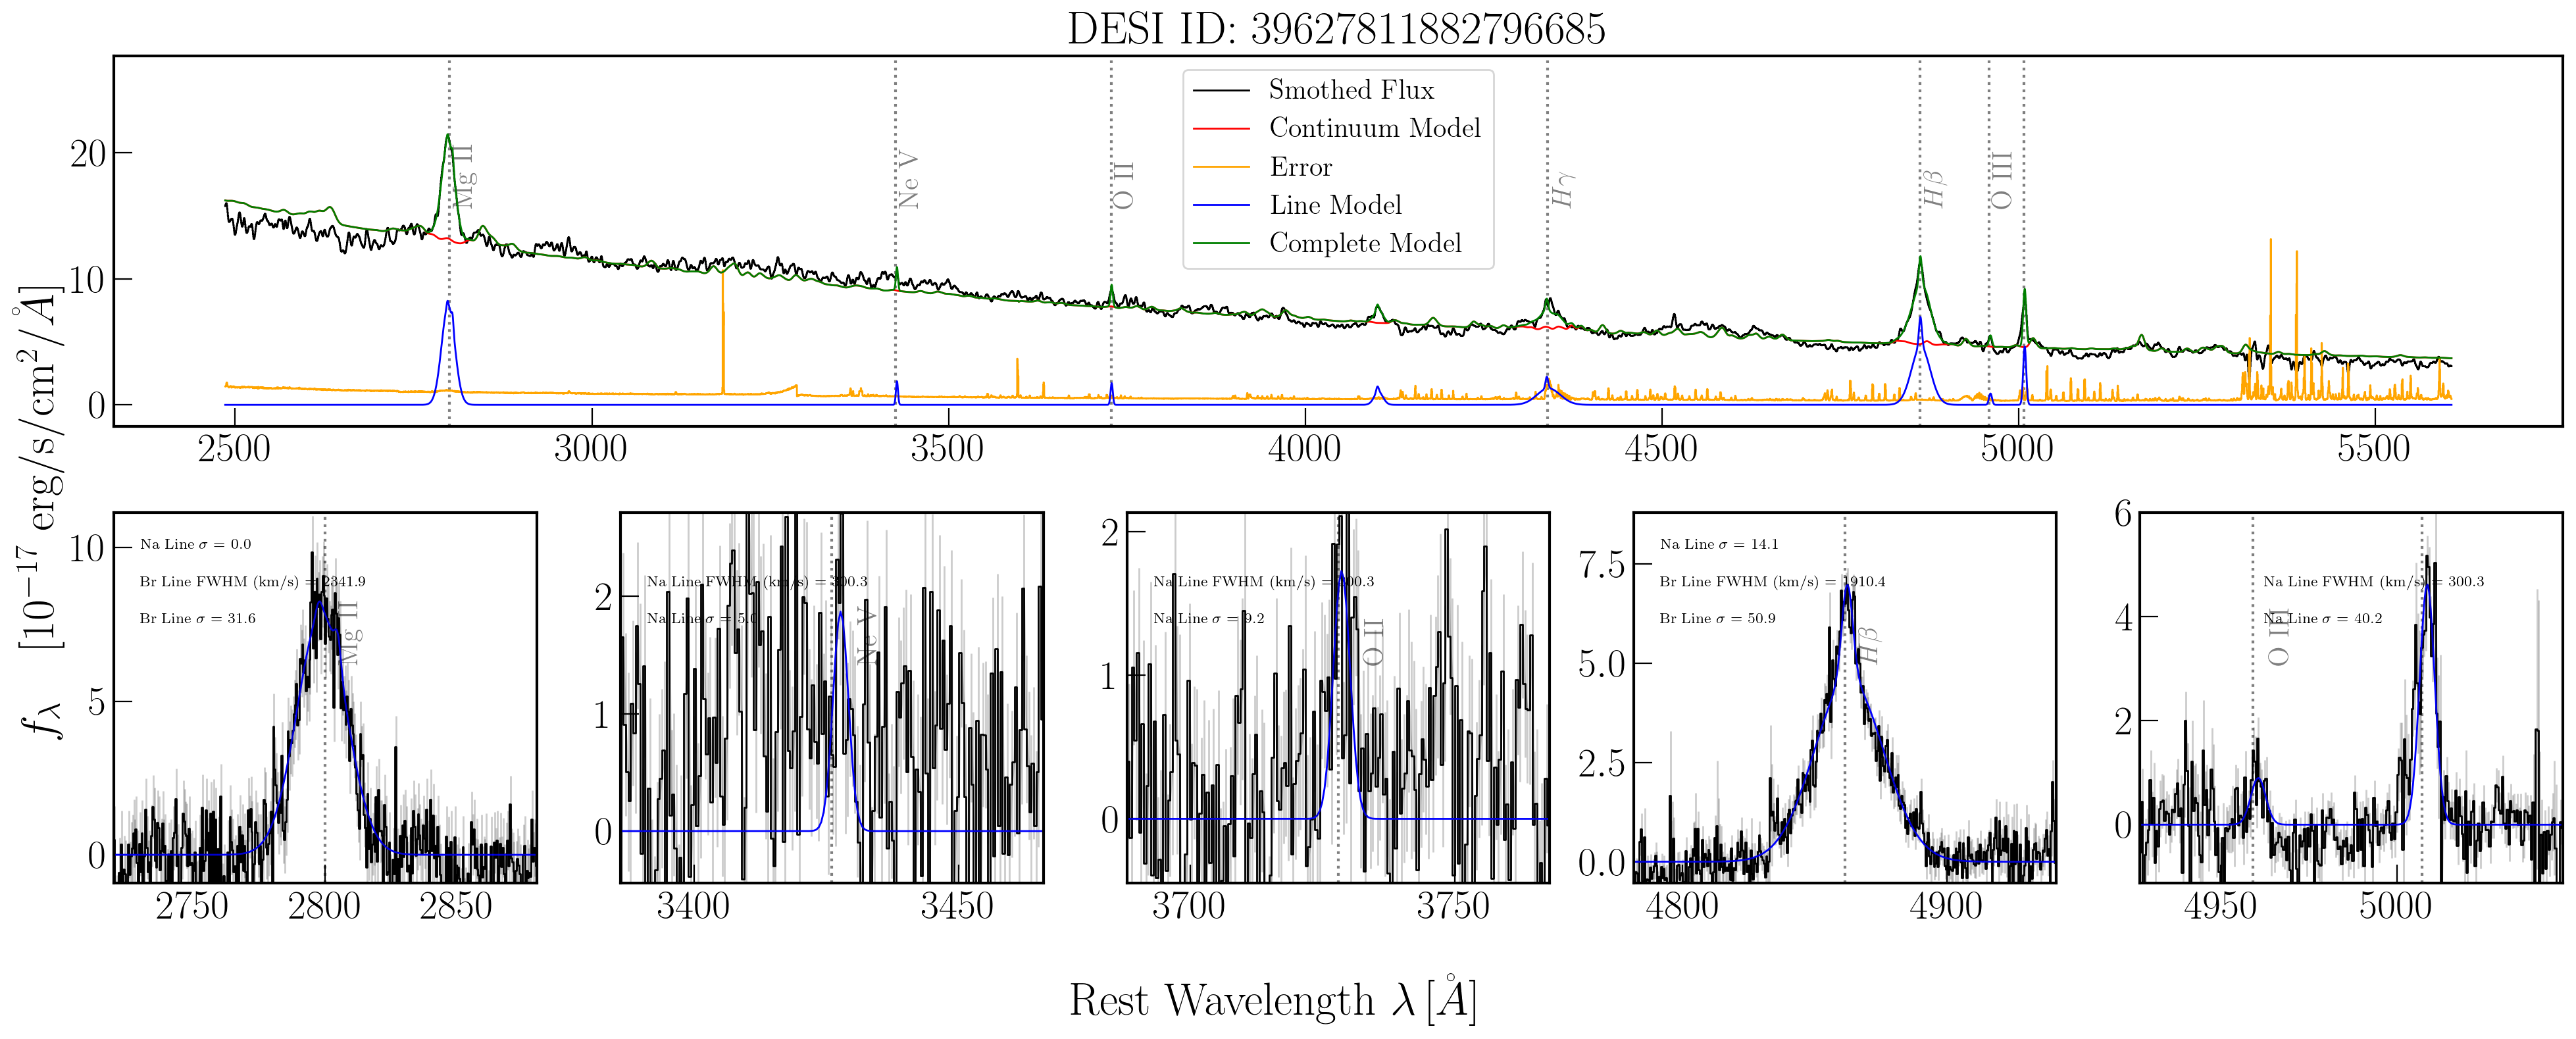 DESI ID: 39627811882796685
Smothed Flux
Continuum Model
Error
Line Model
Complete Model
Mg II
Ne V
O II
Hγ
Hβ
O III
20
10
0
2500 3000 3500 4000 4500 5000 5500
fλ [10⁻¹⁷ erg/s/cm²/Å]
Na Line σ = 0.0
Br Line FWHM (km/s) = 2341.9
Br Line σ = 31.6
Mg II
10
5
0
2750 2800 2850
Na Line FWHM (km/s) = 300.3
Na Line σ = 5.0
Ne V
2
1
0
3400 3450
Na Line FWHM (km/s) = 300.3
Na Line σ = 9.2
O II
2
1
0
3700 3750
Na Line σ = 14.1
Br Line FWHM (km/s) = 1910.4
Br Line σ = 50.9
Hβ
7.5
5.0
2.5
0.0
4800 4900
Na Line FWHM (km/s) = 300.3
Na Line σ = 40.2
O III
6
4
2
0
4950 5000
Rest Wavelength λ [Å]